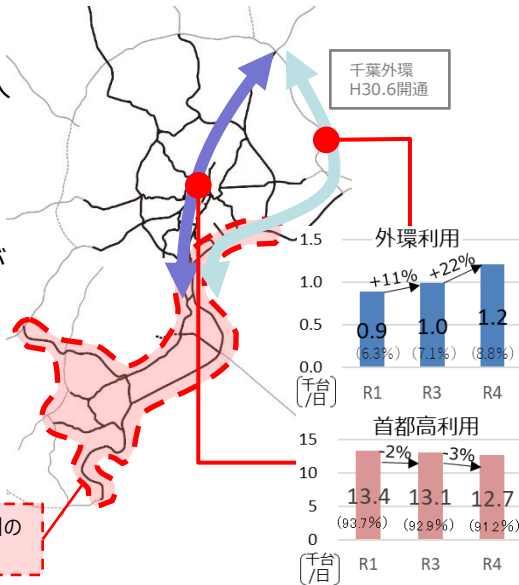 千葉外環
H30.6開通
外環利用
1.5
1.0
0.5
0.0
+11%
+22%
0.9
(6.3%)
1.0
(7.1%)
1.2
(8.8%)
〔千台/日〕
R1
R3
R4
首都高利用
15
10
5
0
-2%
-3%
13.4
(93.7%)
13.1
(92.9%)
12.7
(91.2%)
〔千台/日〕
R1
R3
R4
の